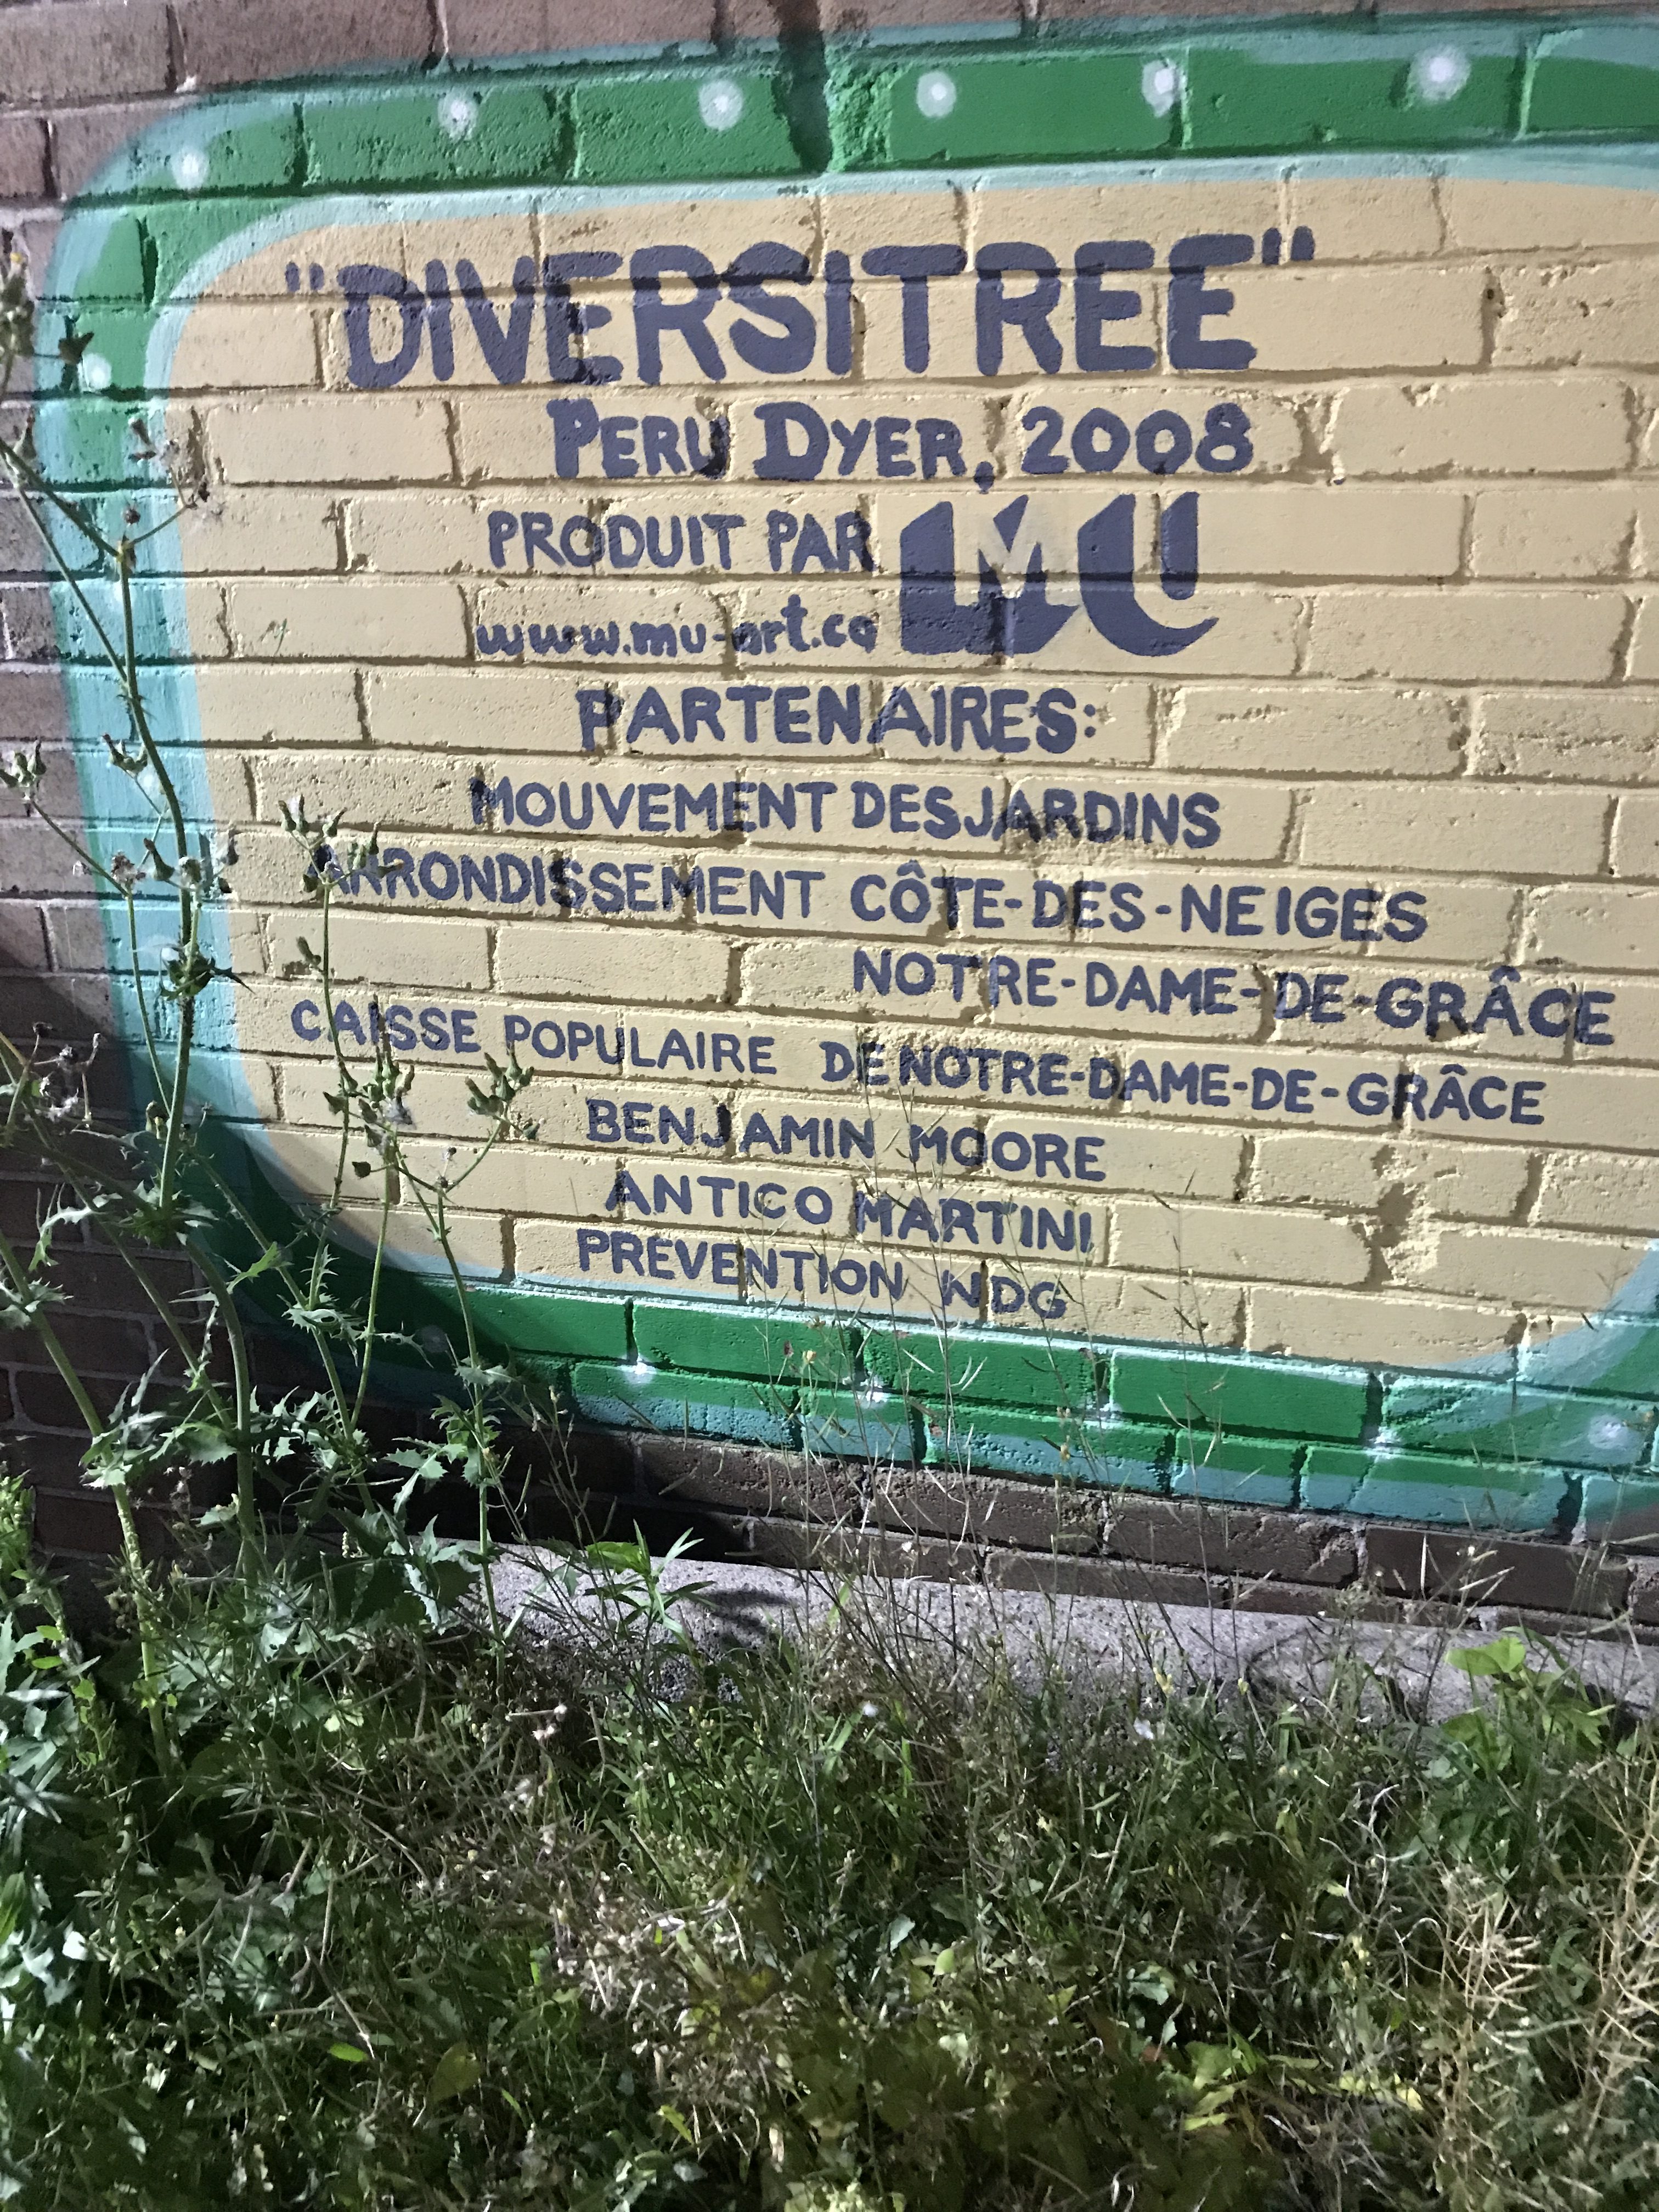 "DIVERSITREE"
PERU DYER, 2008
PRODUIT PAR MU
www.mu-art.ca
PARTENAIRES:
MOUVEMENT DESJARDINS
ARRONDISSEMENT CÔTE-DES-NEIGES
NOTRE-DAME-DE-GRÂCE
CAISSE POPULAIRE DE NOTRE-DAME-DE-GRÂCE
BENJAMIN MOORE
ANTICO MARTINI
PREVENTION NDG